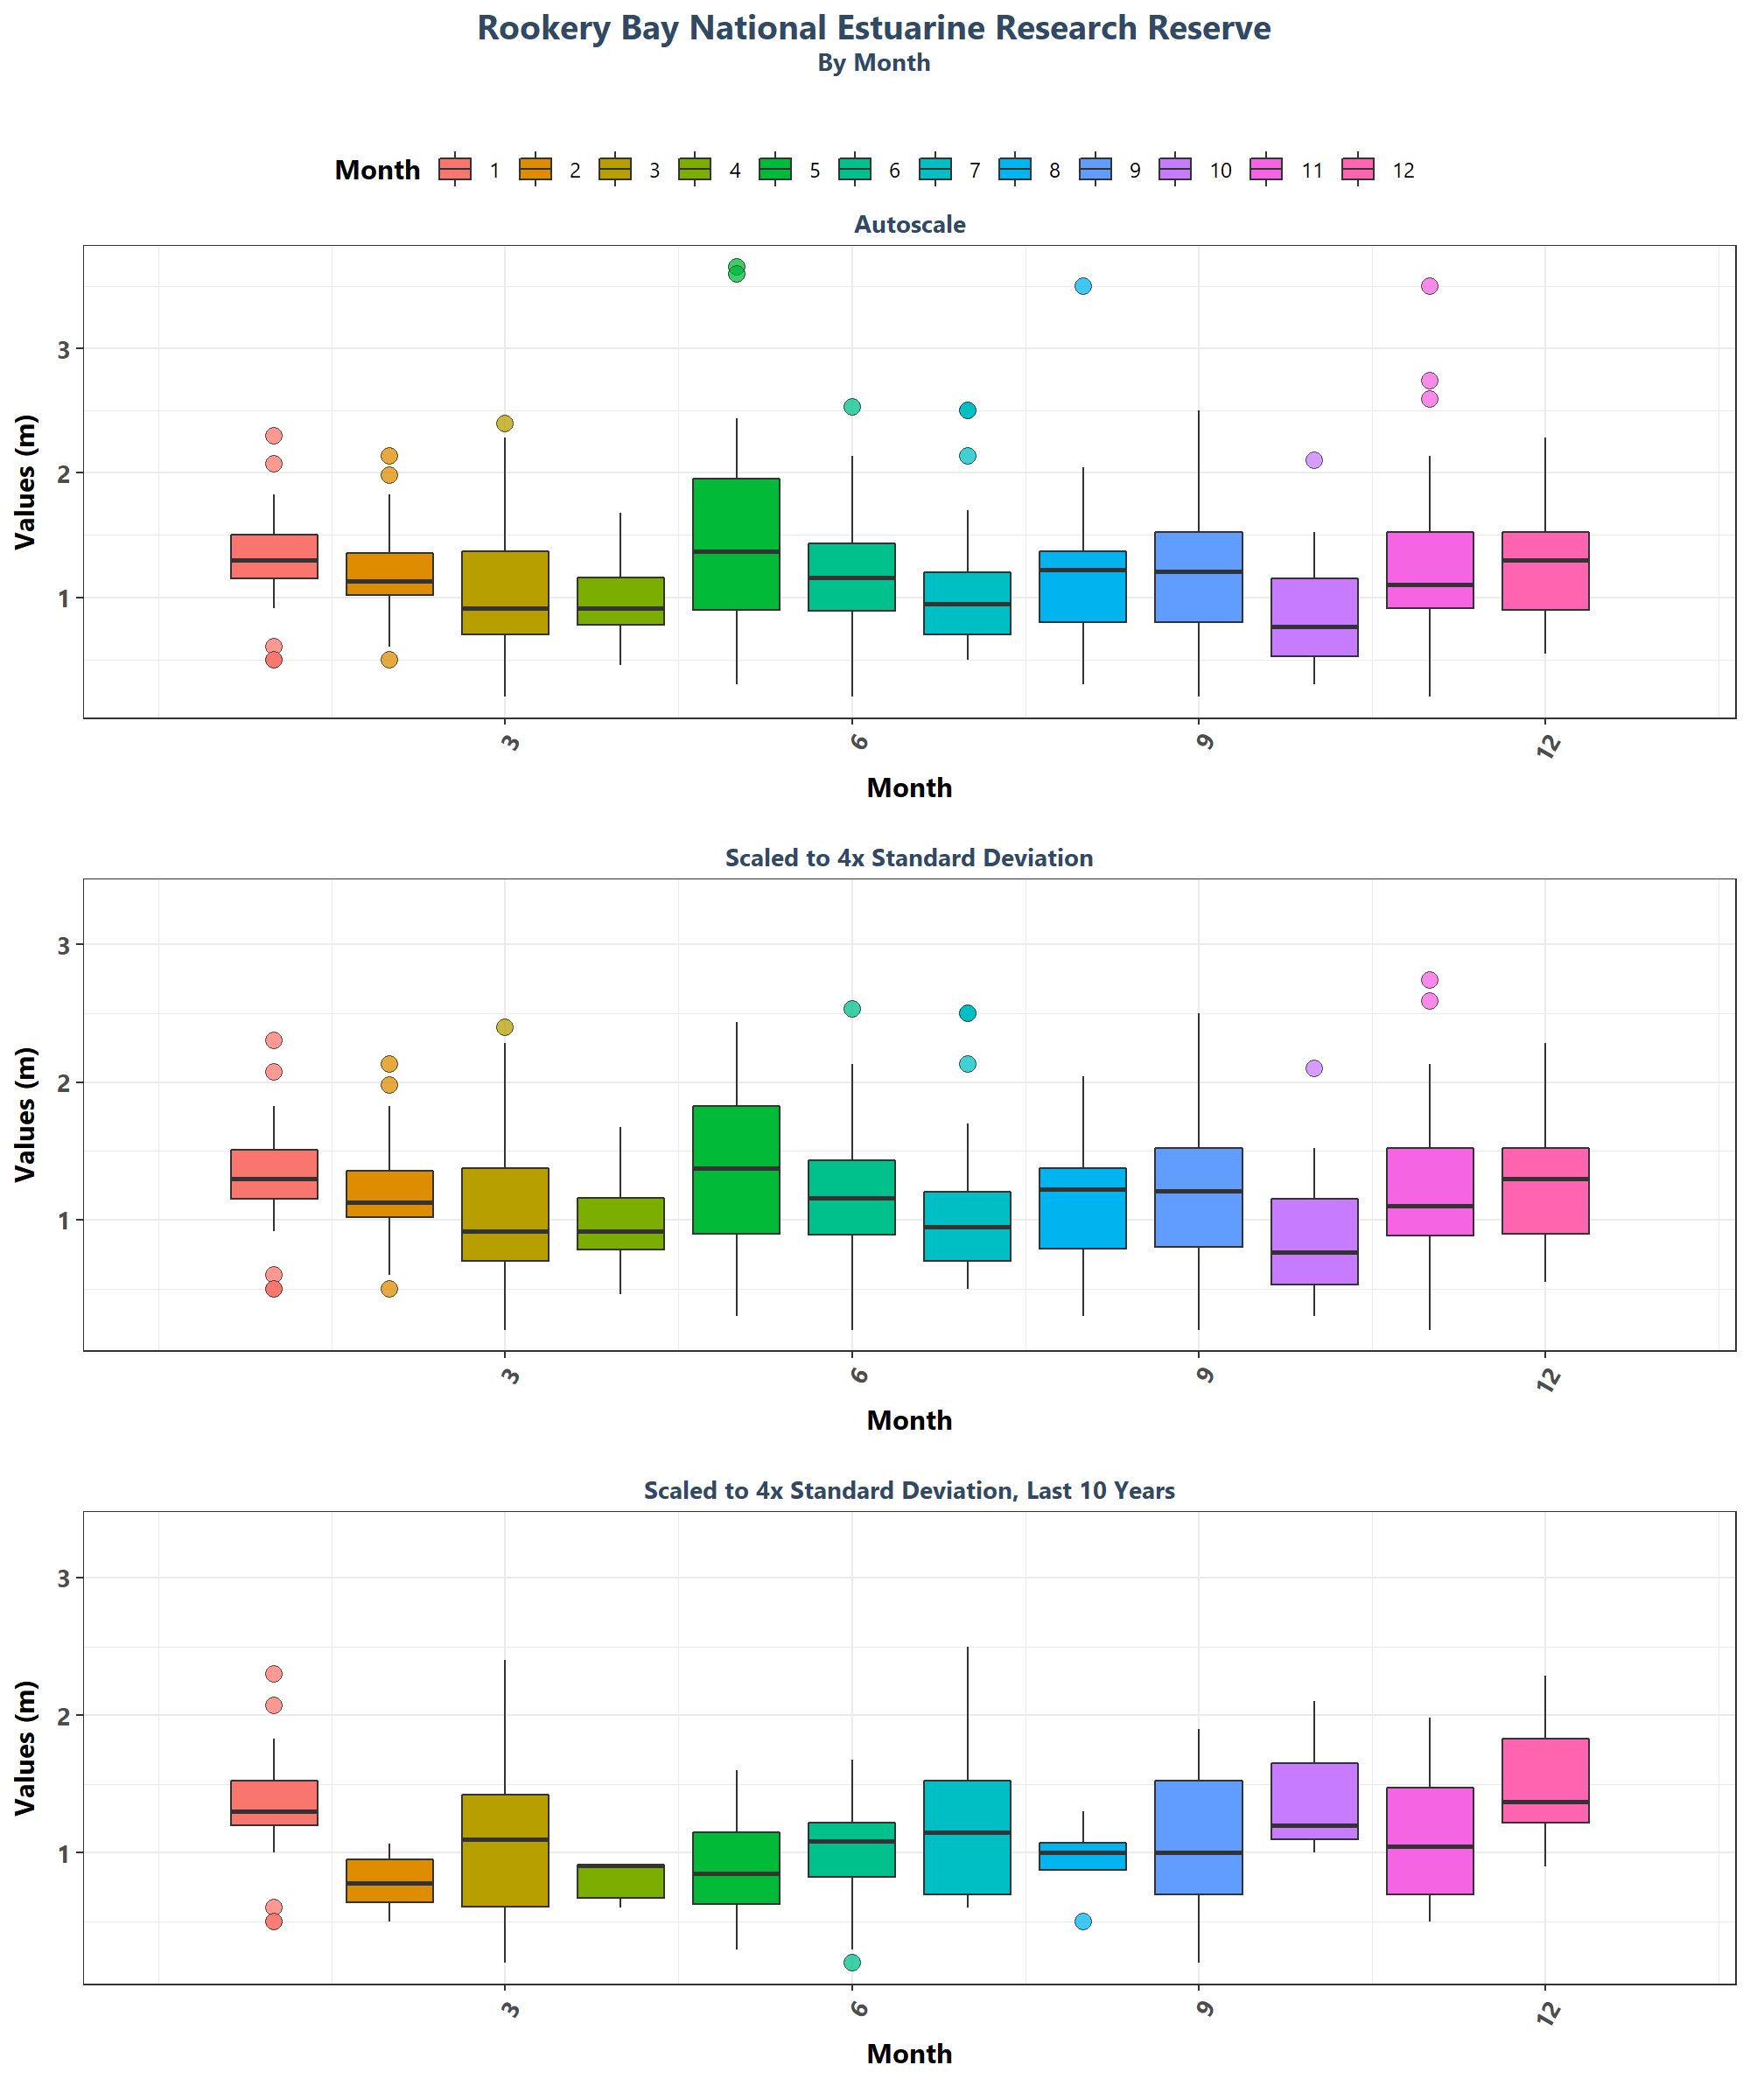 Rookery Bay National Estuarine Research Reserve
By Month
Month 1 2 3 4 5 6 7 8 9 10 11 12
Autoscale
Values (m)
3
2
1
3 6 9 12
Month
Scaled to 4x Standard Deviation
Values (m)
3
2
1
3 6 9 12
Month
Scaled to 4x Standard Deviation, Last 10 Years
Values (m)
3
2
1
3 6 9 12
Month